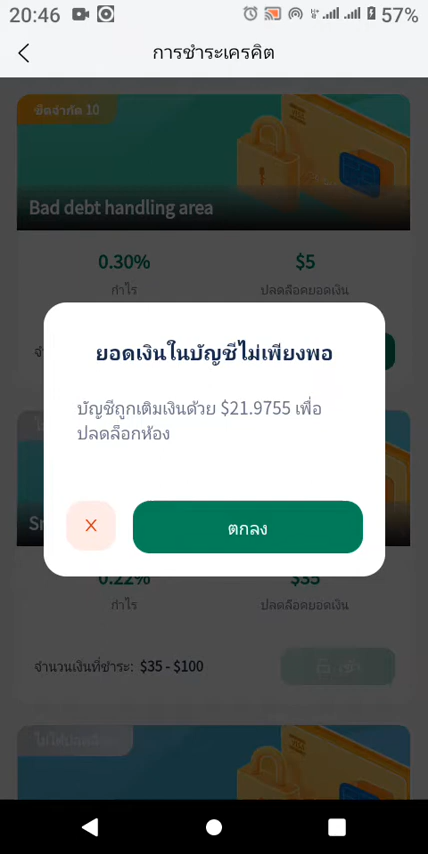 20:46
57%
การชำระเครคิต
ขีดจำกัด 10
Bad debt handling area
0.30%
$5
กำไร
ปลดล๊อคยอดเงิน
ยอดเงินในบัญชีไม่เพียงพอ
บัญชีถูกเติมเงินด้วย $21.9755 เพื่อ
ปลดล็อกห้อง
X
ตกลง
0.22%
$35
กำไร
ปลดล๊อคยอดเงิน
จำนวนเงินที่ชำระ: $35 - $100